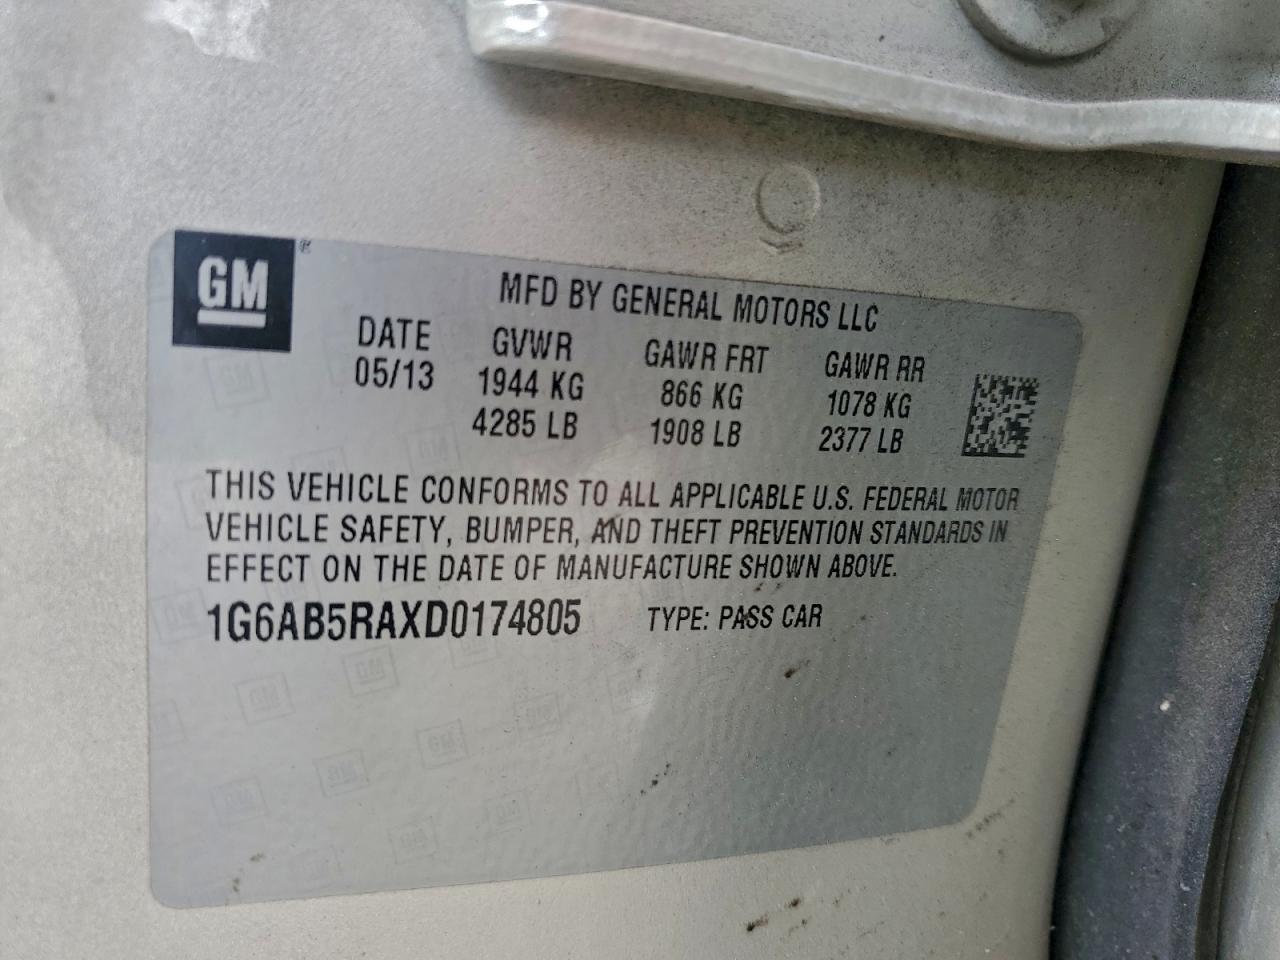 GM ®
MFD BY GENERAL MOTORS LLC
DATE GVWR GAWR FRT GAWR RR
05/13 1944 KG 866 KG 1078 KG
4285 LB 1908 LB 2377 LB
THIS VEHICLE CONFORMS TO ALL APPLICABLE U.S. FEDERAL MOTOR
VEHICLE SAFETY, BUMPER, AND THEFT PREVENTION STANDARDS IN
EFFECT ON THE DATE OF MANUFACTURE SHOWN ABOVE.
1G6AB5RAXD0174805 TYPE: PASS CAR